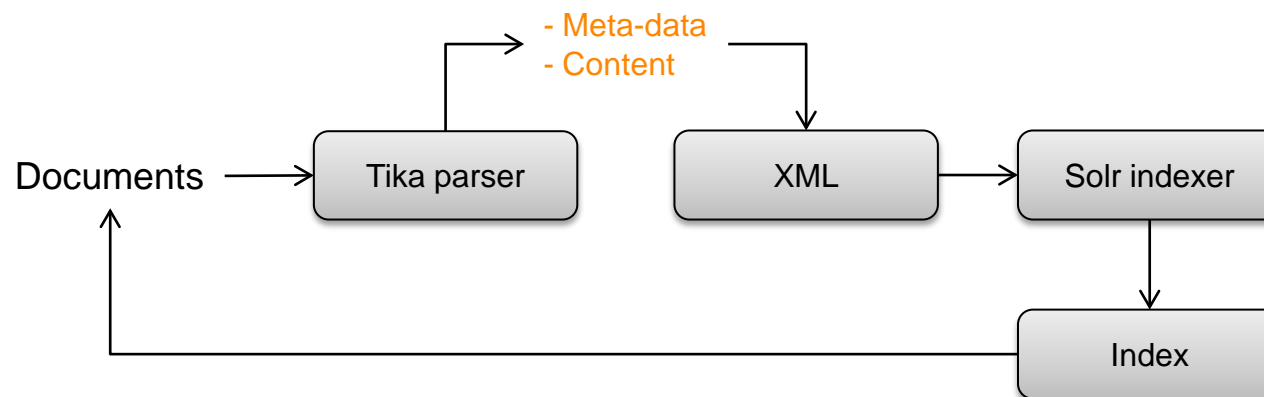 - Meta-data
- Content
Documents
Tika parser
XML
Solr indexer
Index